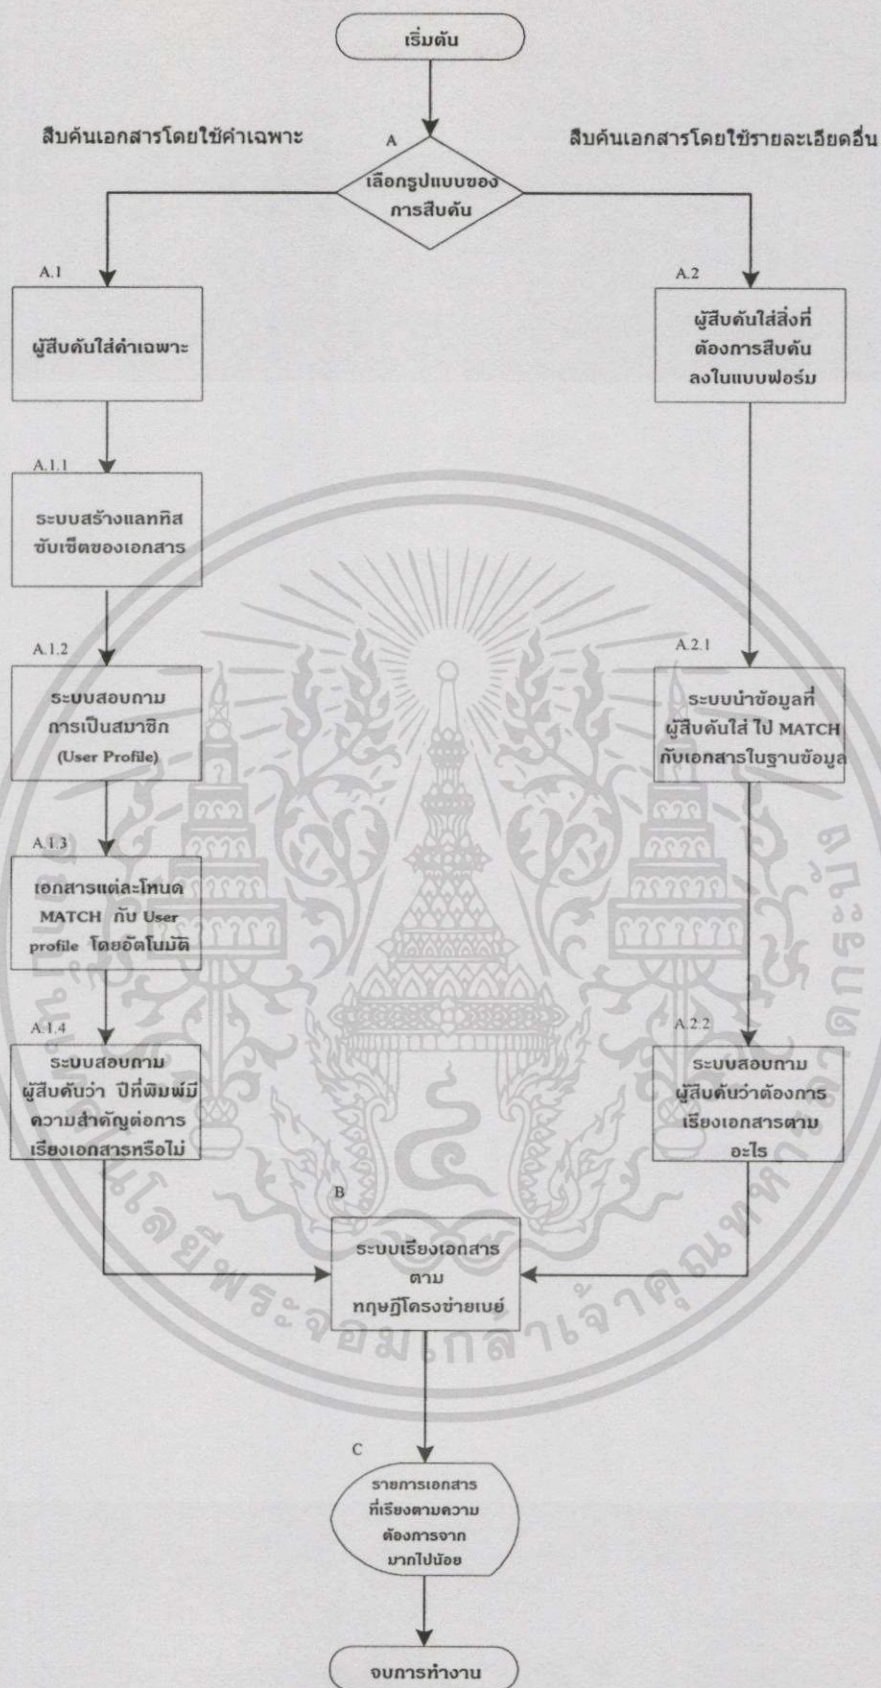 เริ่มต้น
สืบค้นเอกสารโดยใช้คำเฉพาะ
A
สืบค้นเอกสารโดยใช้รายละเอียดอื่น
เลือกรูปแบบของ
การสืบค้น
A.1
ผู้สืบค้นใส่คำเฉพาะ
A.2
ผู้สืบค้นใส่สิ่งที่
ต้องการสืบค้น
ลงในแบบฟอร์ม
A.1.1
ระบบสร้างแลททิส
ซับเซ็ตของเอกสาร
A.1.2
ระบบสอบถาม
การเป็นสมาชิก
(User Profile)
A.2.1
ระบบนำข้อมูลที่
ผู้สืบค้นใส่ ไป MATCH
กับเอกสารในฐานข้อมูล
A.1.3
เอกสารแต่ละโหนด
MATCH กับ User
profile โดยอัตโนมัติ
A.1.4
ระบบสอบถาม
ผู้สืบค้นว่า ปีที่พิมพ์มี
ความสำคัญต่อการ
เรียงเอกสารหรือไม่
A.2.2
ระบบสอบถาม
ผู้สืบค้นว่าต้องการ
เรียงเอกสารตาม
อะไร
B
ระบบเรียงเอกสาร
ตาม
ทฤษฎีโครงข่ายเบย์
C
รายการเอกสาร
ที่เรียงตามความ
ต้องการจาก
มากไปน้อย
จบการทำงาน